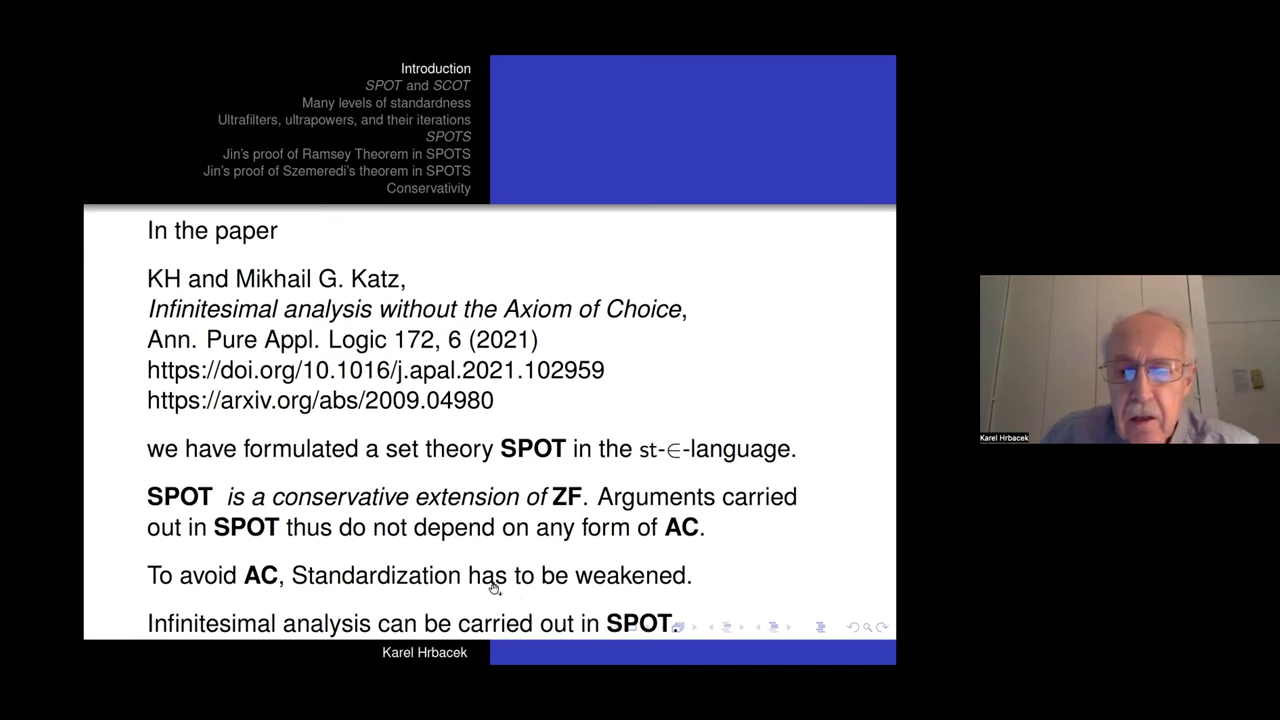 Introduction
SPOT and SCOT
Many levels of standardness
Ultrafilters, ultrapowers, and their iterations
SPOTS
Jin's proof of Ramsey Theorem in SPOTS
Jin's proof of Szemeredi's theorem in SPOTS
Conservativity
In the paper
KH and Mikhail G. Katz,
Infinitesimal analysis without the Axiom of Choice,
Ann. Pure Appl. Logic 172, 6 (2021)
https://doi.org/10.1016/j.apal.2021.102959
https://arxiv.org/abs/2009.04980
we have formulated a set theory SPOT in the st-∈-language.
SPOT is a conservative extension of ZF. Arguments carried
out in SPOT thus do not depend on any form of AC.
To avoid AC, Standardization has to be weakened.
Infinitesimal analysis can be carried out in SPOT.
Karel Hrbacek
Karel Hrbacek